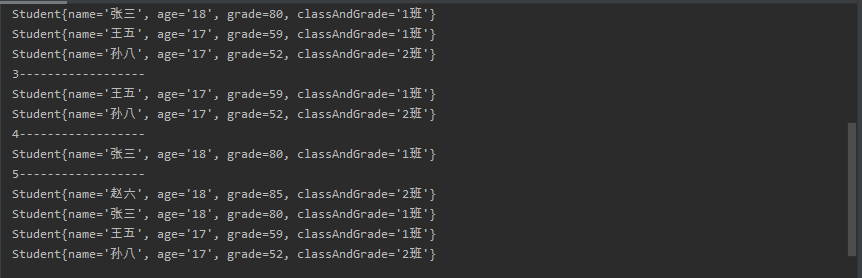 Student{name='张三', age='18', grade=80, classAndGrade='1班'}
Student{name='王五', age='17', grade=59, classAndGrade='1班'}
Student{name='孙八', age='17', grade=52, classAndGrade='2班'}
3------------------
Student{name='王五', age='17', grade=59, classAndGrade='1班'}
Student{name='孙八', age='17', grade=52, classAndGrade='2班'}
4------------------
Student{name='张三', age='18', grade=80, classAndGrade='1班'}
5------------------
Student{name='赵六', age='18', grade=85, classAndGrade='2班'}
Student{name='张三', age='18', grade=80, classAndGrade='1班'}
Student{name='王五', age='17', grade=59, classAndGrade='1班'}
Student{name='孙八', age='17', grade=52, classAndGrade='2班'}